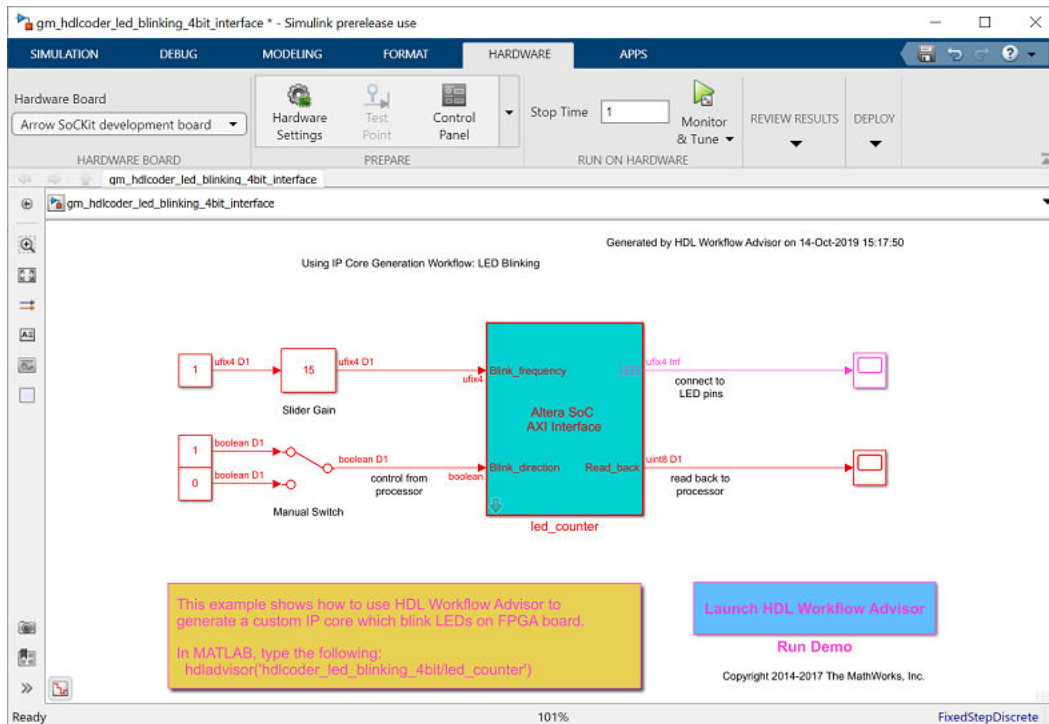 gm_hdlcoder_led_blinking_4bit_interface * - Simulink prerelease use
SIMULATION DEBUG MODELING FORMAT HARDWARE APPS
Hardware Board
Arrow SoCKit development board
HARDWARE BOARD
Hardware
Settings
Test
Point
Control
Panel
PREPARE
Stop Time 1
Monitor
& Tune
RUN ON HARDWARE
REVIEW RESULTS
DEPLOY
gm_hdlcoder_led_blinking_4bit_interface
gm_hdlcoder_led_blinking_4bit_interface
Generated by HDL Workflow Advisor on 14-Oct-2019 15:17:50
Using IP Core Generation Workflow: LED Blinking
1
ufix4 D1
15
ufix4 D1
ufix4
Slider Gain
Blink_frequency
LED
ufix4 Inf
connect to
LED pins
Altera SoC
AXI Interface
1
boolean D1
0
boolean D1
Manual Switch
boolean D1
control from
processor
boolean
Blink_direction
Read_back
uint8 D1
read back to
processor
led_counter
This example shows how to use HDL Workflow Advisor to
generate a custom IP core which blink LEDs on FPGA board.
In MATLAB, type the following:
hdladvisor('hdlcoder_led_blinking_4bit/led_counter')
Launch HDL Workflow Advisor
Run Demo
Copyright 2014-2017 The MathWorks, Inc.
Ready 101% FixedStepDiscrete